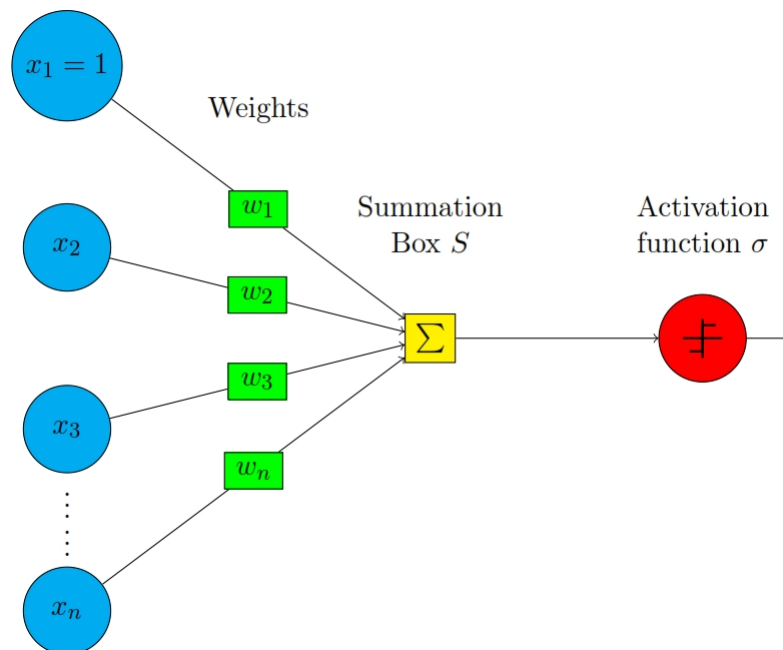 x₁ = 1
Weights
w₁
Summation
Box S
Activation
function σ
x₂
w₂
∑
w₃
x₃
wₙ
xₙ